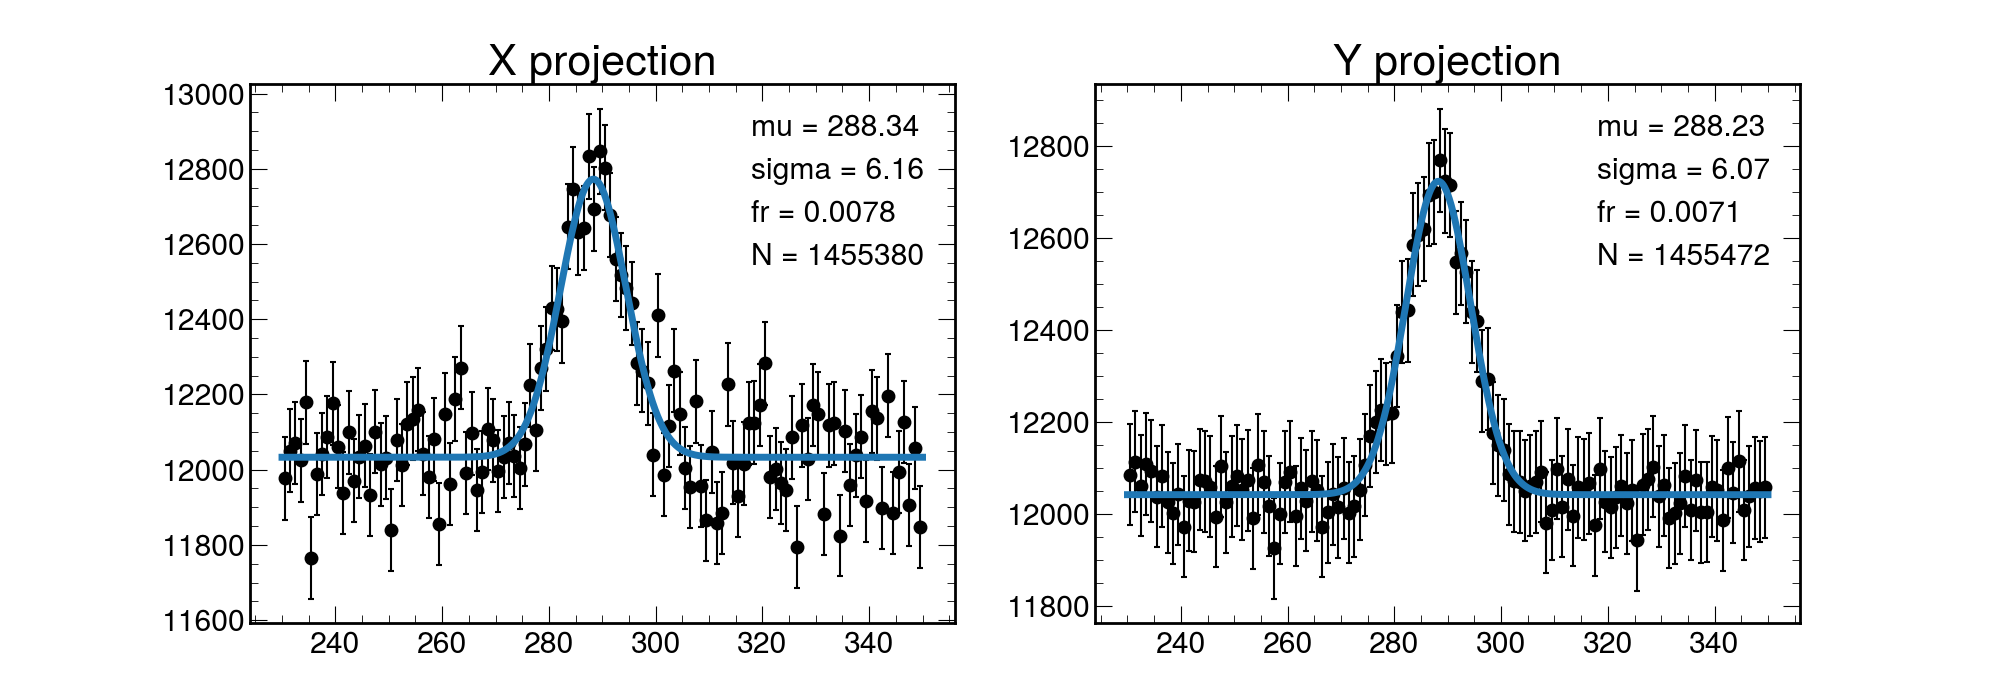 X projection
13000
12800
12600
12400
12200
12000
11800
11600
240 260 280 300 320 340
mu = 288.34
sigma = 6.16
fr = 0.0078
N = 1455380
Y projection
12800
12600
12400
12200
12000
11800
240 260 280 300 320 340
mu = 288.23
sigma = 6.07
fr = 0.0071
N = 1455472